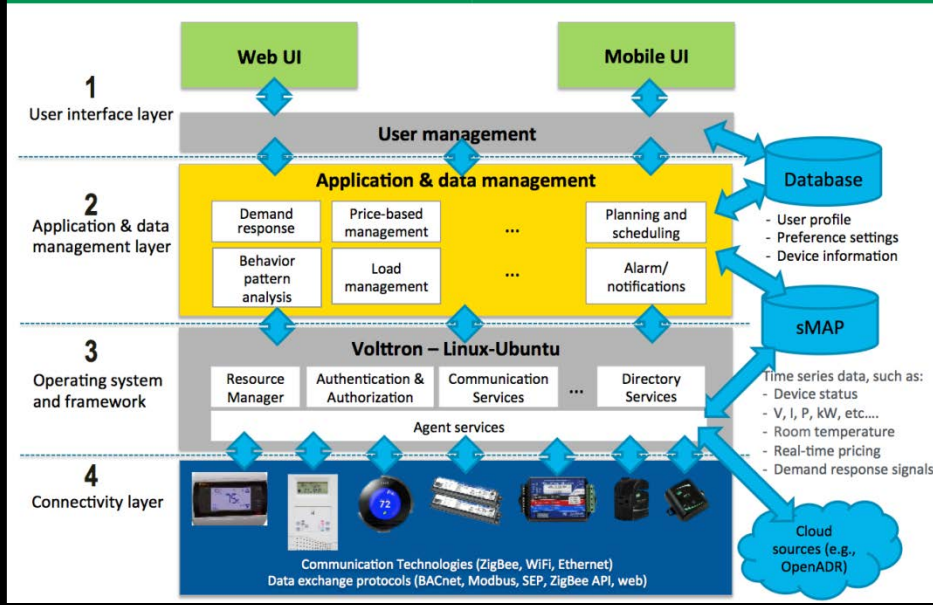 Web UI
Mobile UI
1
User interface layer
User management
2
Application & data
management layer
Application & data management
Demand
response
Price-based
management
...
Planning and
scheduling
Behavior
pattern
analysis
Load
management
...
Alarm/
notifications
Database
- User profile
- Preference settings
- Device information
sMAP
Time series data, such as:
- Device status
- V, I, P, kW, etc....
- Room temperature
- Real-time pricing
- Demand response signals
3
Operating system
and framework
Volttron – Linux-Ubuntu
Resource
Manager
Authentication &
Authorization
Communication
Services
...
Directory
Services
Agent services
4
Connectivity layer
72
Communication Technologies (ZigBee, WiFi, Ethernet)
Data exchange protocols (BACnet, Modbus, SEP, ZigBee API, web)
Cloud
sources (e.g.,
OpenADR)